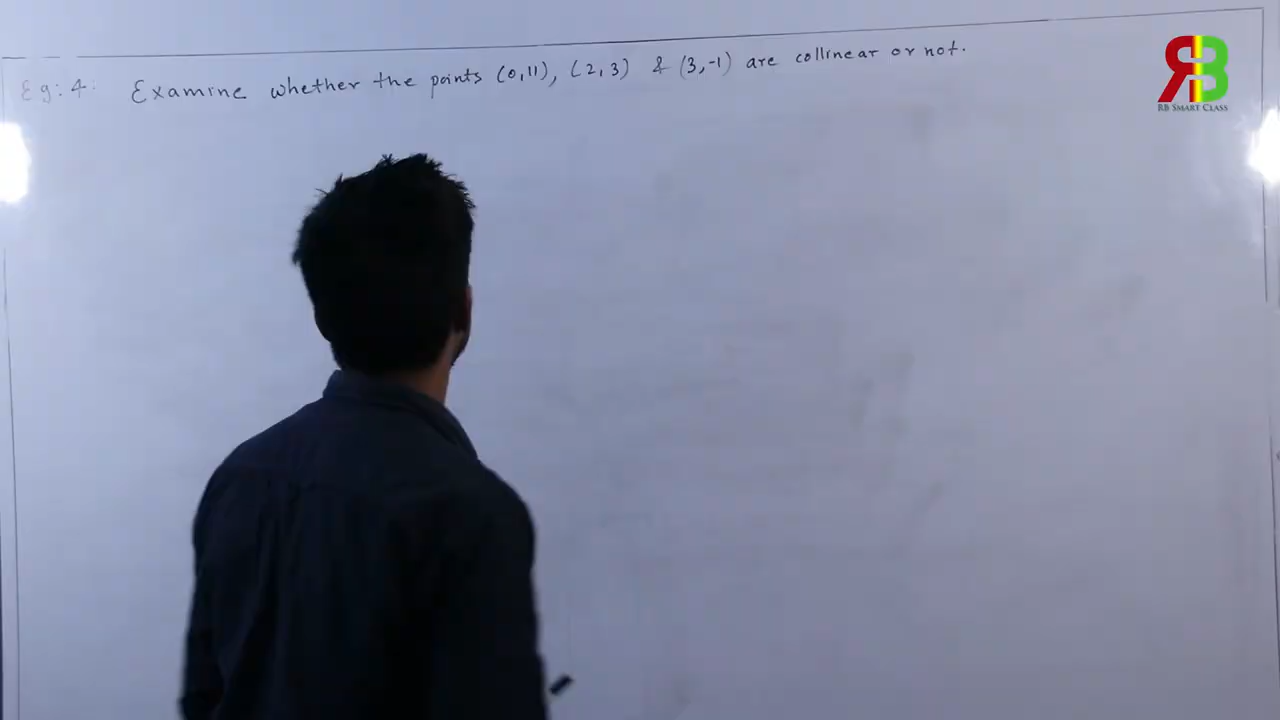 Eg: 4: Examine whether the points (0,11), (2,3) & (3,-1) are collinear or not.
RB
RB SMART CLASS